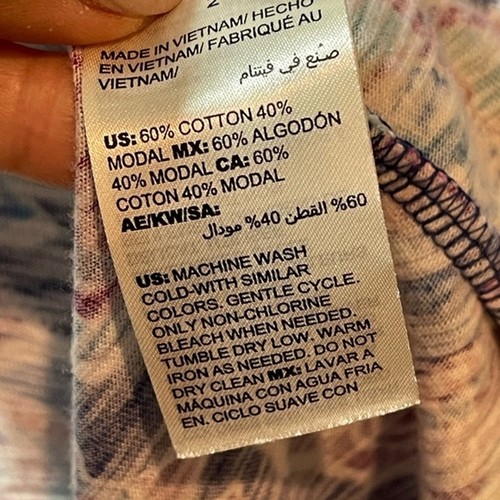 2
MADE IN VIETNAM/ HECHO
EN VIETNAM/ FABRIQUÉ AU
VIETNAM/
صنع في فيتنام
US: 60% COTTON 40%
MODAL MX: 60% ALGODÓN
40% MODAL CA: 60%
COTON 40% MODAL
AE/KW/SA:
60% القطن 40% مودال
US: MACHINE WASH
COLD-WITH SIMILAR
COLORS. GENTLE CYCLE.
ONLY NON-CHLORINE
BLEACH WHEN NEEDED.
TUMBLE DRY LOW. WARM
IRON AS NEEDED. DO NOT
DRY CLEAN MX: LAVAR A
MÁQUINA CON AGUA FRIA
EN. CICLO SUAVE CON